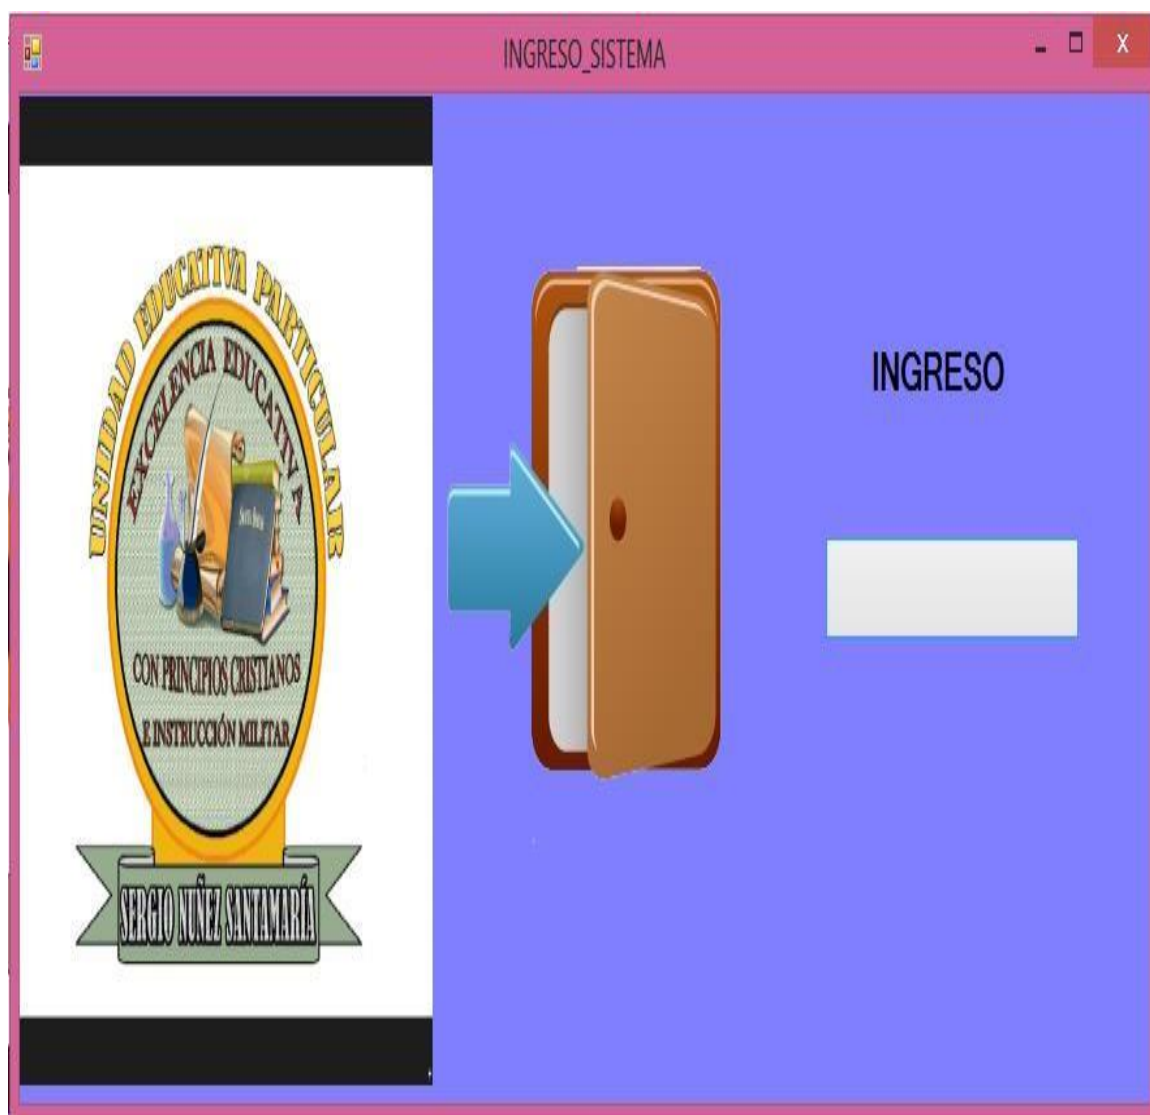 INGRESO_SISTEMA
X
UNIDAD EDUCATIVA PARTICULAR
EXCELENCIA EDUCATIVA
CON PRINCIPIOS CRISTIANOS
E INSTRUCCIÓN MILITAR
SERGIO NUÑEZ SANTAMARÍA
INGRESO